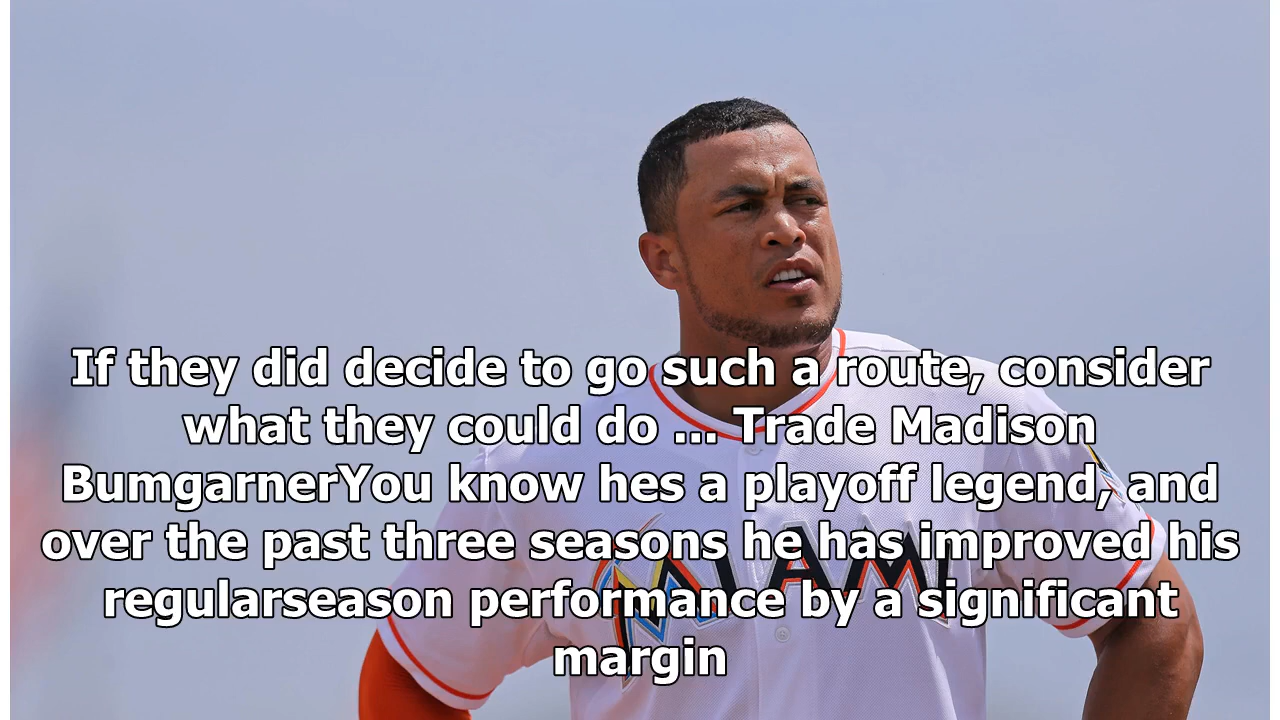 If they did decide to go such a route, consider
what they could do ... Trade Madison
BumgarnerYou know hes a playoff legend, and
over the past three seasons he has improved his
regularseason performance by a significant
margin
MIAMI